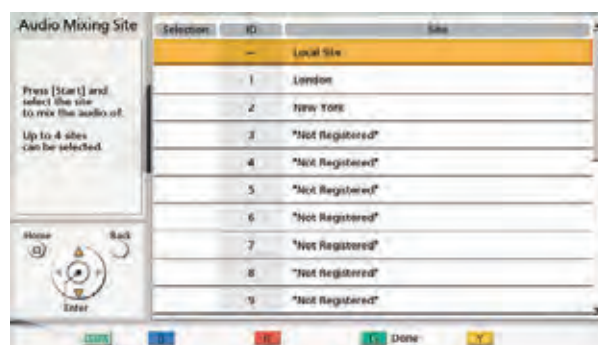 Audio Mixing Site
Selection ID Site
Press [Start] and
select the site
to mix the audio of.
Up to 4 sites
can be selected.
— Local Site
1 London
2 New York
3 "Not Registered"
4 "Not Registered"
5 "Not Registered"
6 "Not Registered"
7 "Not Registered"
8 "Not Registered"
9 "Not Registered"
Home Back
Enter
B R G Done Y